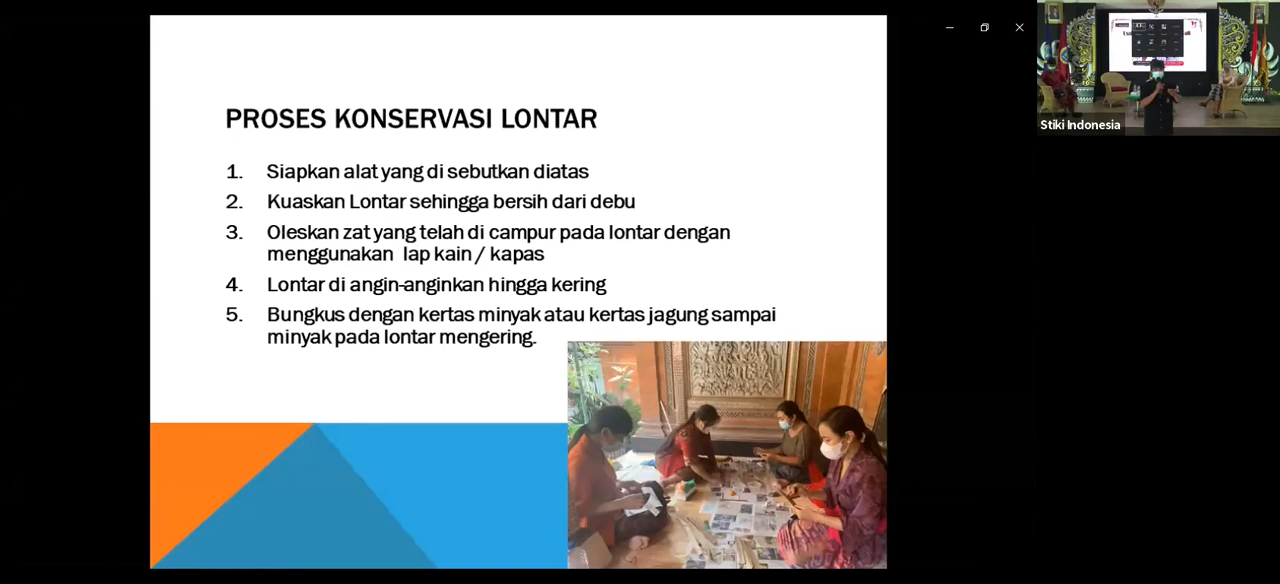 PROSES KONSERVASI LONTAR
1. Siapkan alat yang di sebutkan diatas
2. Kuaskan Lontar sehingga bersih dari debu
3. Oleskan zat yang telah di campur pada lontar dengan
menggunakan lap kain / kapas
4. Lontar di angin-anginkan hingga kering
5. Bungkus dengan kertas minyak atau kertas jagung sampai
minyak pada lontar mengering.
Stiki Indonesia